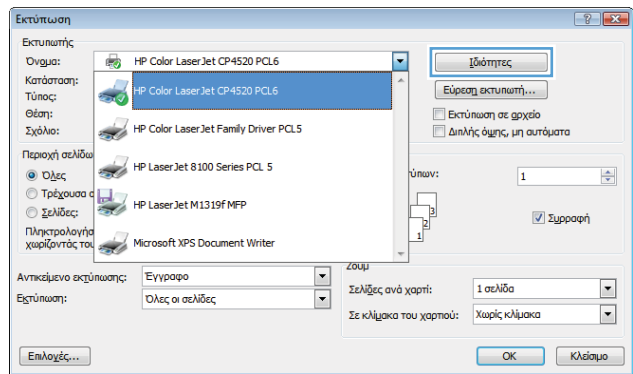 Εκτύπωση
Εκτυπωτής
Όνομα: HP Color LaserJet CP4520 PCL6 Ιδιότητες
Κατάσταση:
Τύπος: HP Color LaserJet CP4520 PCL6 Εύρεση εκτυπωτή...
Θέση: Εκτύπωση σε αρχείο
Σχόλιο: HP Color LaserJet Family Driver PCL5 Διπλής όψης, μη αυτόματα
Περιοχή σελίδω
HP LaserJet 8100 Series PCL 5
Όλες ύπων: 1
Τρέχουσα σ
Σελίδες: HP LaserJet M1319f MFP 3 2 1 Συρραφή
Πληκτρολογήσ
χωρίζοντάς του Microsoft XPS Document Writer
Ζουμ
Αντικείμενο εκτύπωσης: Έγγραφο
Σελίδες ανά χαρτί: 1 σελίδα
Εκτύπωση: Όλες οι σελίδες
Σε κλίμακα του χαρτιού: Χωρίς κλίμακα
Επιλογές... OK Κλείσιμο